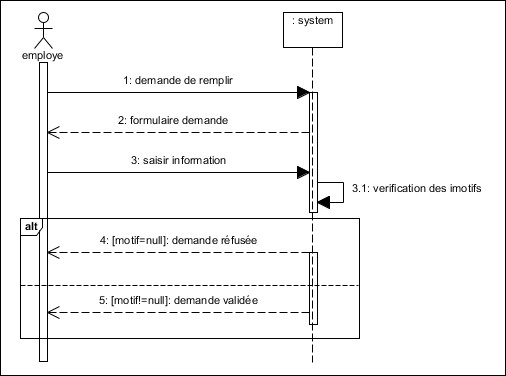 : system
employe
1: demande de remplir
2: formulaire demande
3: saisir information
3.1: verification des imotifs
alt
4: [motif=null]: demande réfusée
5: [motif!=null]: demande validée